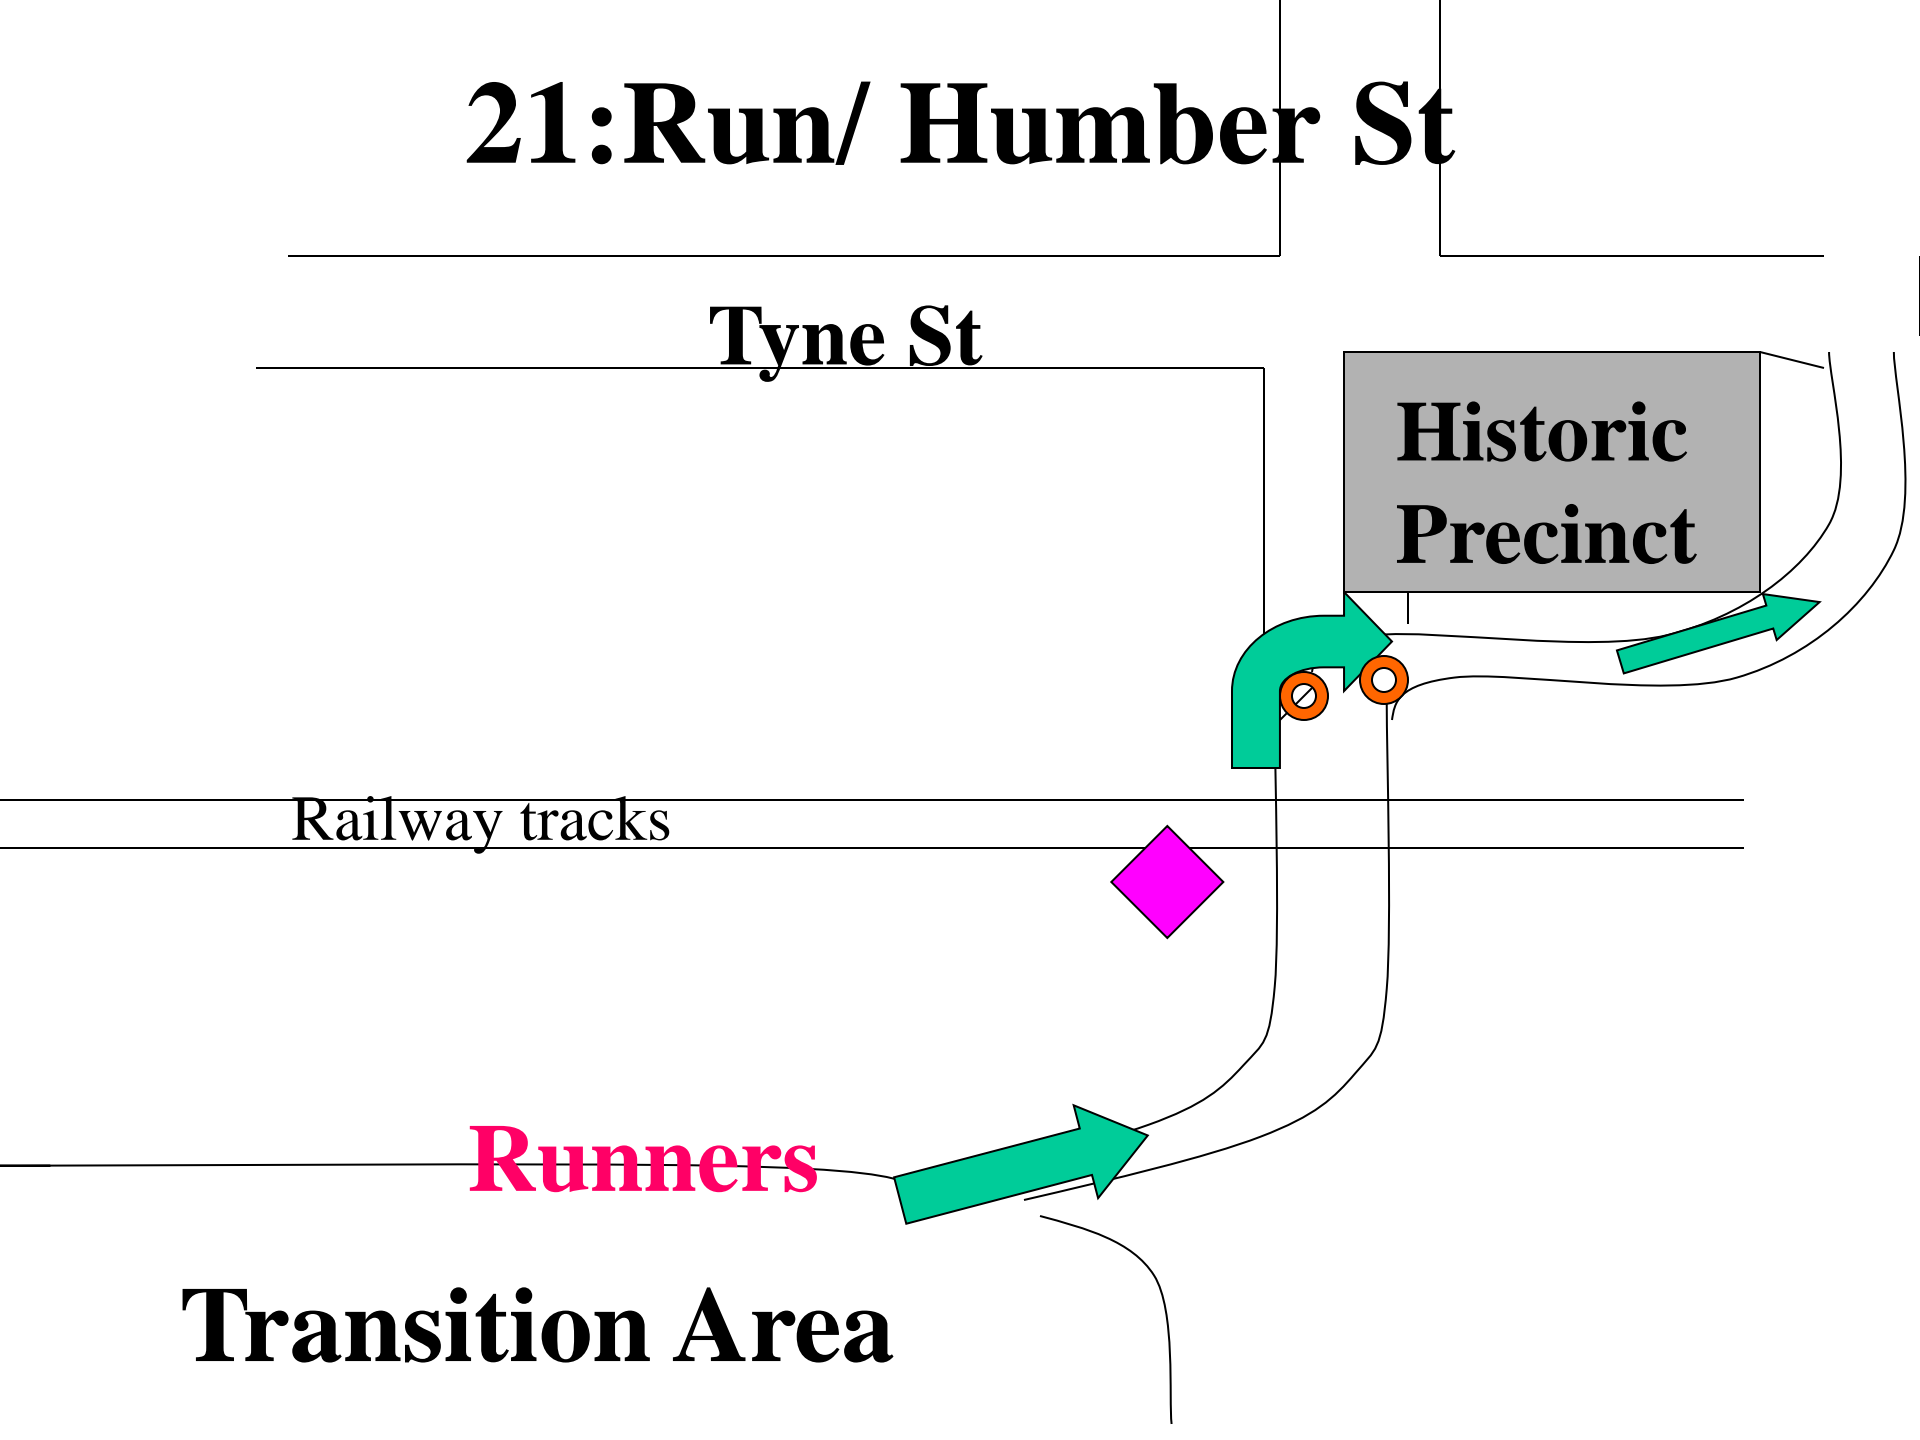 21:Run/ Humber St
Tyne St
Historic
Precinct
Railway tracks
Runners
Transition Area